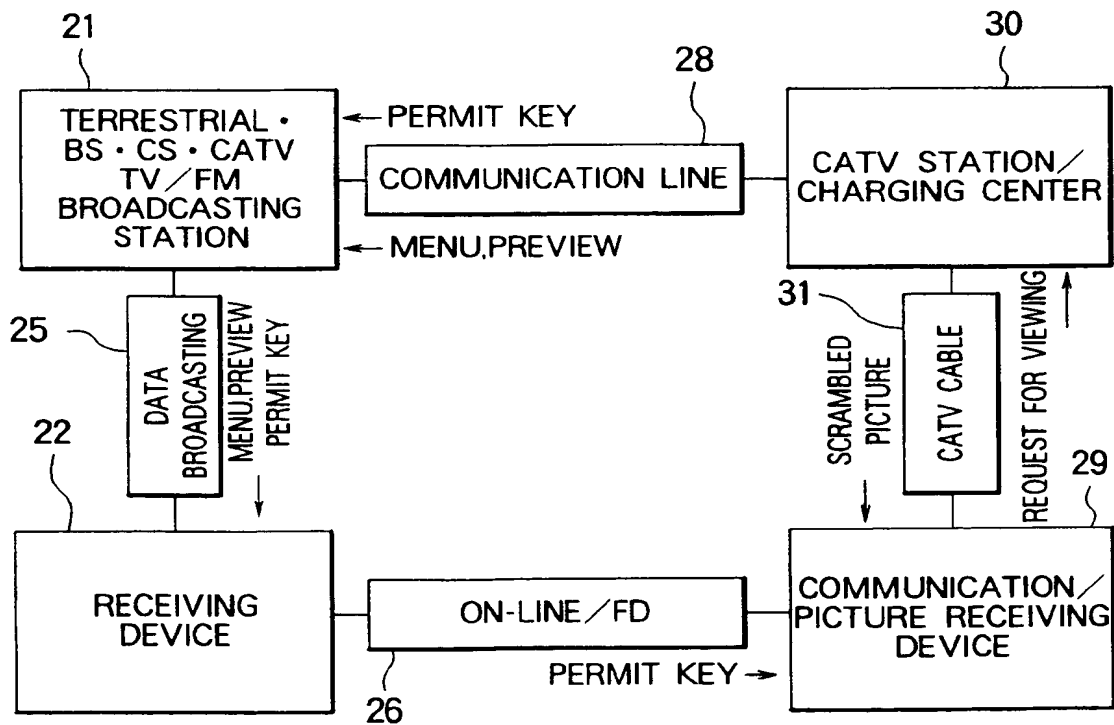 21
TERRESTRIAL・
BS・CS・CATV
TV/FM
BROADCASTING
STATION
← PERMIT KEY
← MENU,PREVIEW
28
COMMUNICATION LINE
30
CATV STATION/
CHARGING CENTER
25
DATA
BROADCASTING
MENU,PREVIEW
PERMIT KEY
→
31
SCRAMBLED
PICTURE
→
CATV CABLE
REQUEST FOR VIEWING
→
22
RECEIVING
DEVICE
ON-LINE/FD
26
PERMIT KEY →
29
COMMUNICATION/
PICTURE RECEIVING
DEVICE